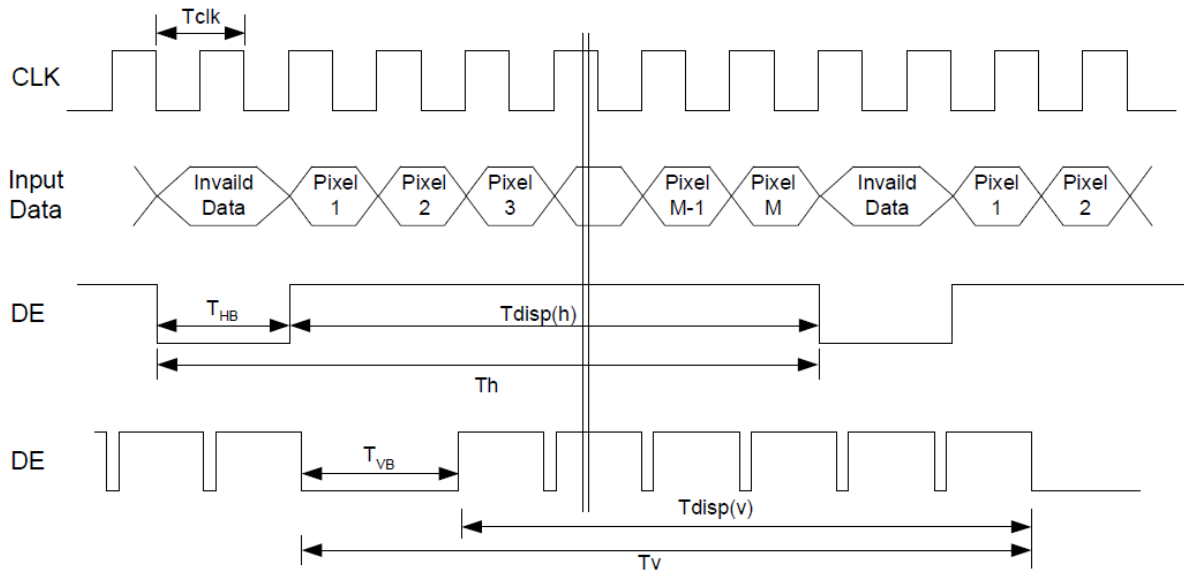 Tclk
CLK
Input
Data
Invaild
Data
Pixel
1
Pixel
2
Pixel
3
Pixel
M-1
Pixel
M
Invaild
Data
Pixel
1
Pixel
2
DE
THB
Tdisp(h)
Th
DE
TVB
Tdisp(v)
Tv